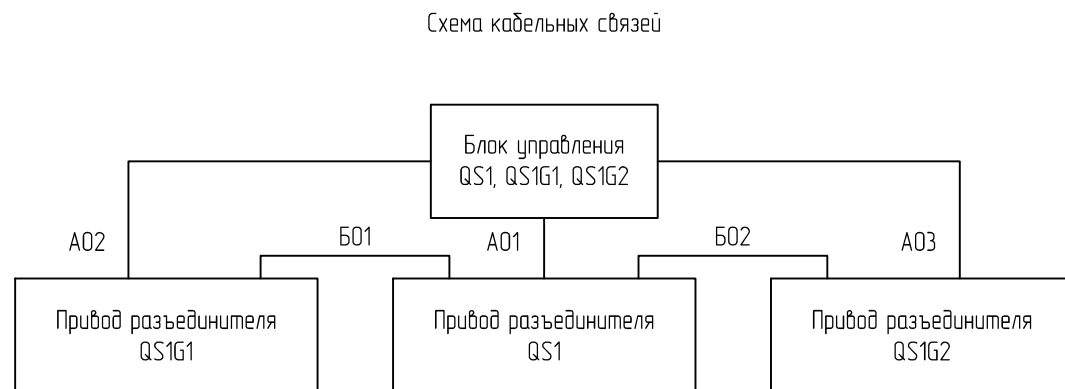 Схема кабельных связей
Блок управления
QS1, QS1G1, QS1G2
А02
Б01
А01
Б02
А03
Привод разъединителя
QS1G1
Привод разъединителя
QS1
Привод разъединителя
QS1G2